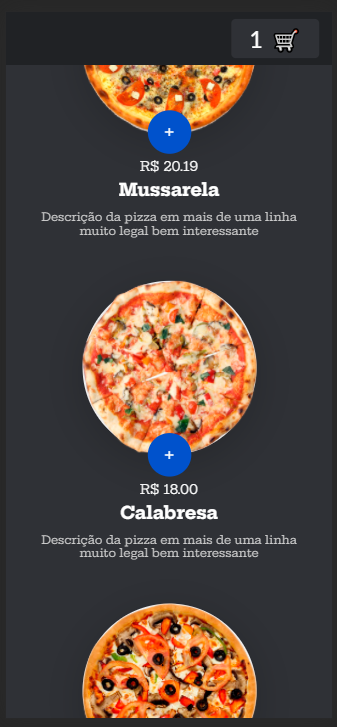 1
+
R$ 20.19
Mussarela
Descrição da pizza em mais de uma linha
muito legal bem interessante
+
R$ 18.00
Calabresa
Descrição da pizza em mais de uma linha
muito legal bem interessante